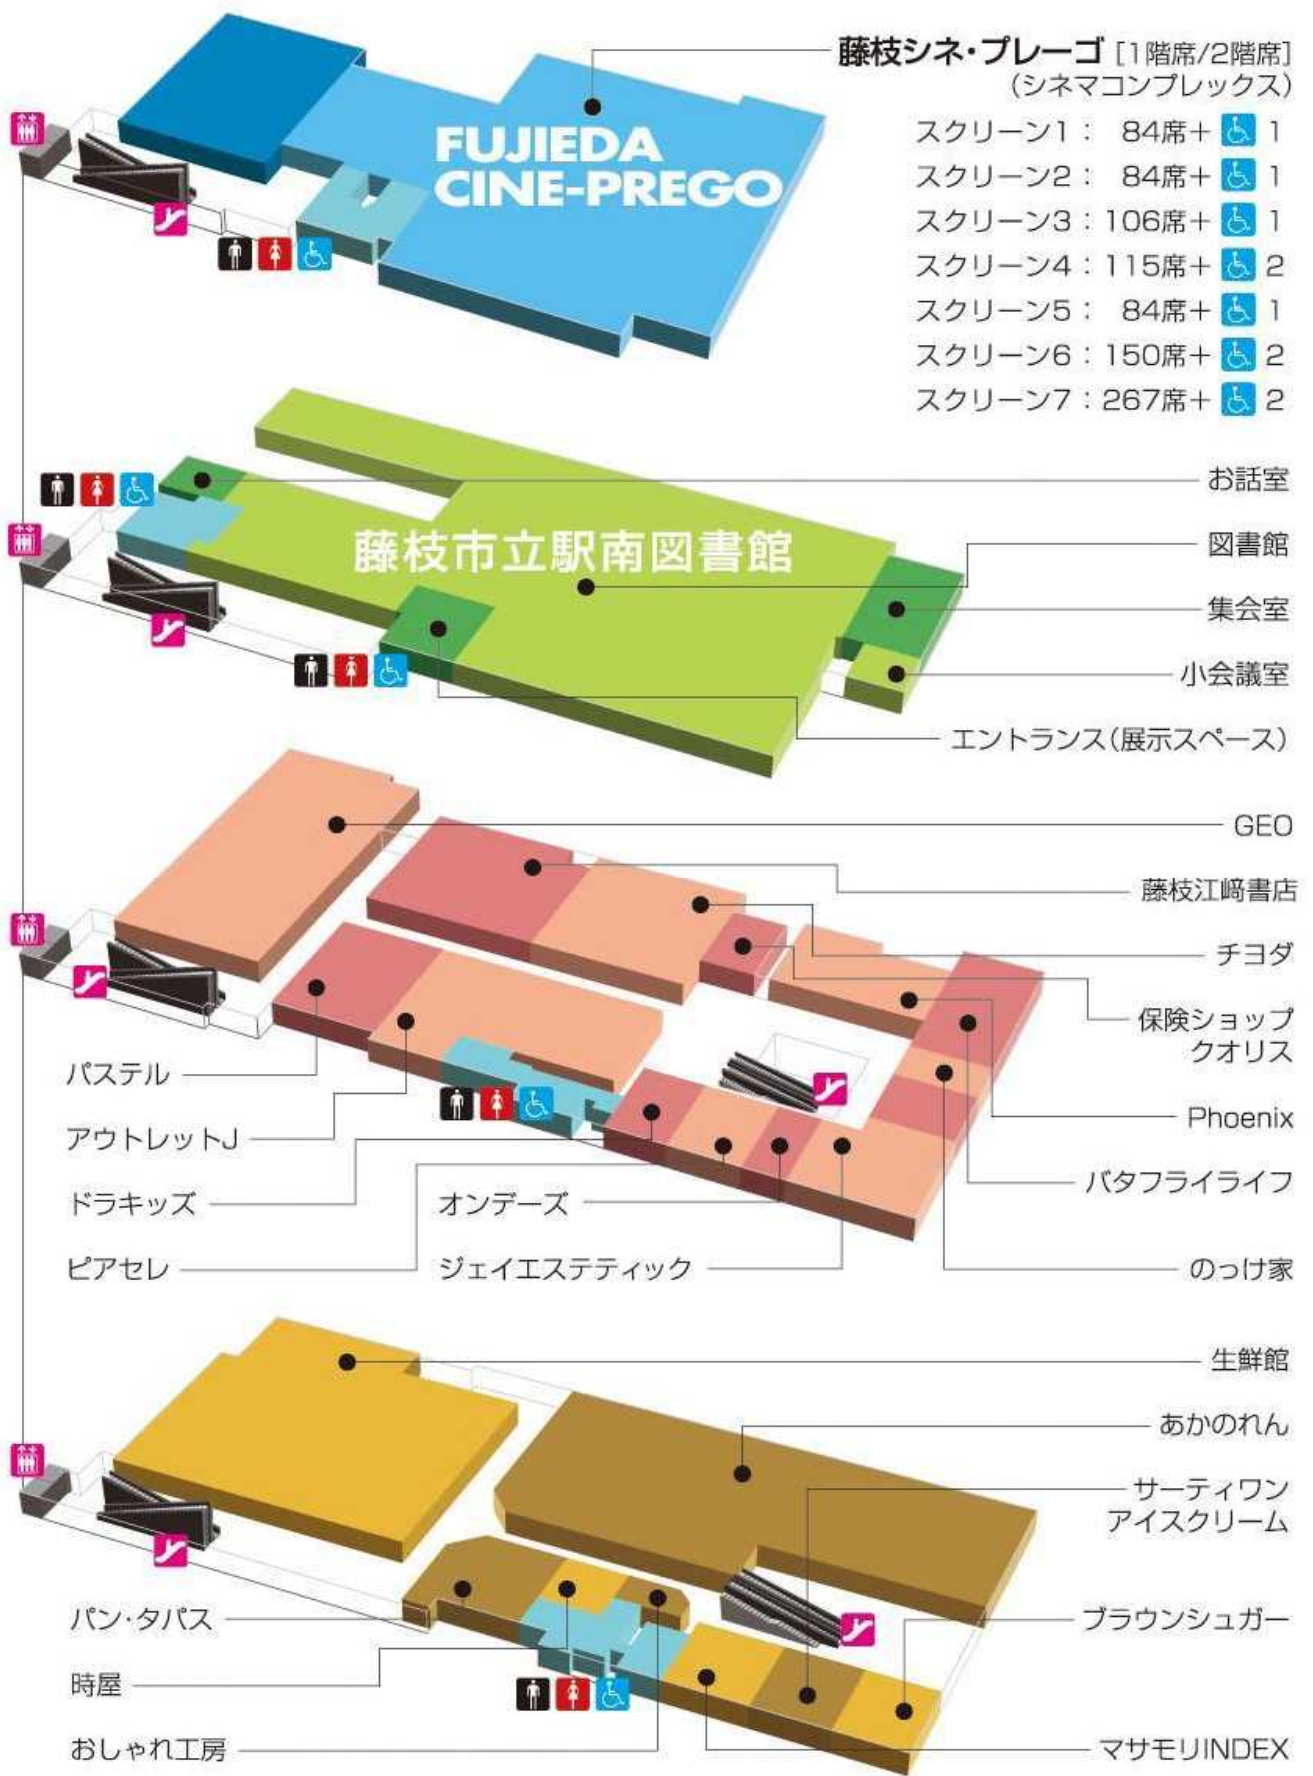 藤枝シネ・プレーゴ [1階席/2階席]
(シネマコンプレックス)
FUJIEDA
CINE-PREGO
スクリーン1： 84席＋ 1
スクリーン2： 84席＋ 1
スクリーン3：106席＋ 1
スクリーン4：115席＋ 2
スクリーン5： 84席＋ 1
スクリーン6：150席＋ 2
スクリーン7：267席＋ 2
お話室
藤枝市立駅南図書館
図書館
集会室
小会議室
エントランス(展示スペース)
GEO
藤枝江﨑書店
チヨダ
保険ショップ
クオリス
パステル
Phoenix
アウトレットJ
バタフライライフ
ドラキッズ
オンデーズ
ピアセレ
ジェイエステティック
のっけ家
生鮮館
あかのれん
サーティワン
アイスクリーム
パン・タパス
ブラウンシュガー
時屋
おしゃれ工房
マサモリINDEX